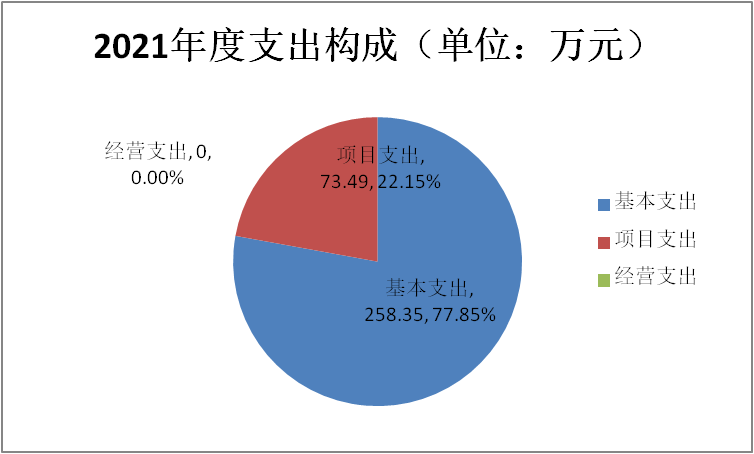 2021年度支出构成（单位：万元）
经营支出, 0,
0.00%
项目支出,
73.49, 22.15%
基本支出,
258.35, 77.85%
基本支出
项目支出
经营支出